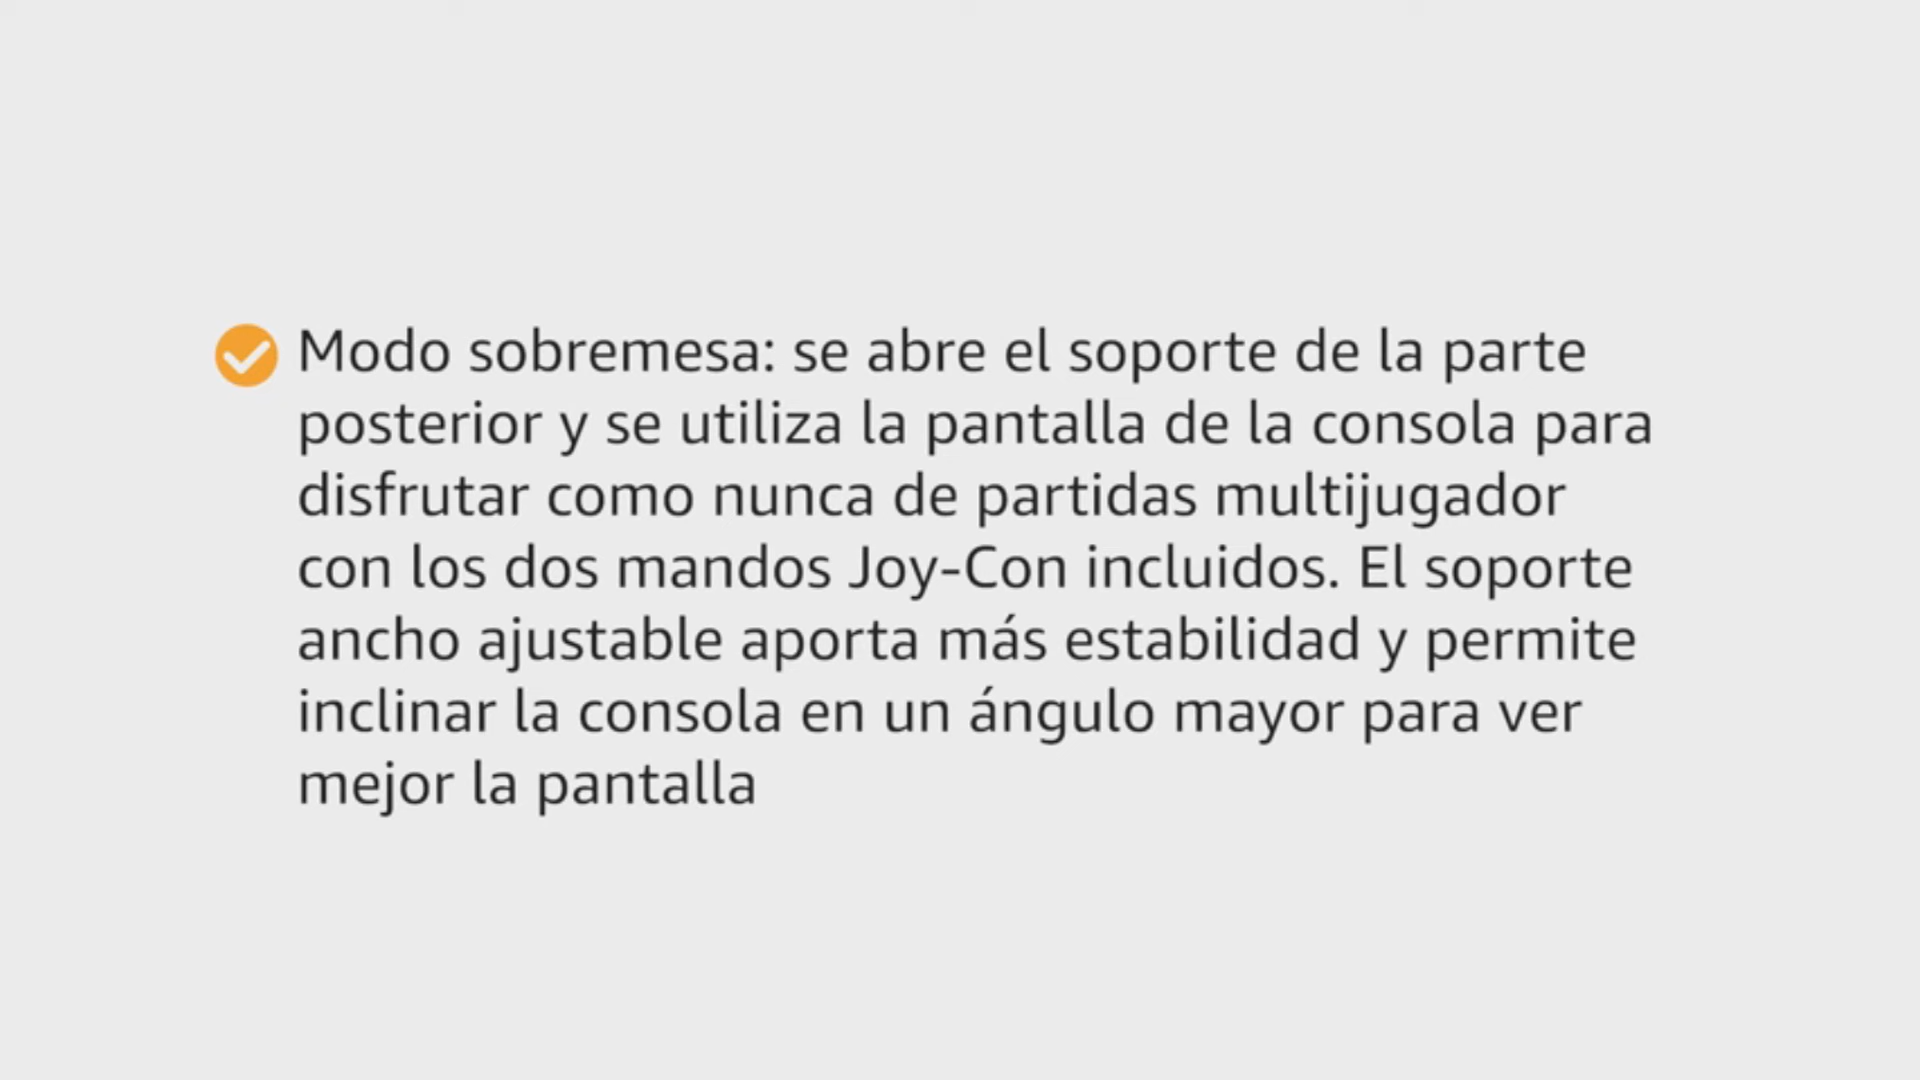 Modo sobremesa: se abre el soporte de la parte
posterior y se utiliza la pantalla de la consola para
disfrutar como nunca de partidas multijugador
con los dos mandos Joy-Con incluidos. El soporte
ancho ajustable aporta más estabilidad y permite
inclinar la consola en un ángulo mayor para ver
mejor la pantalla